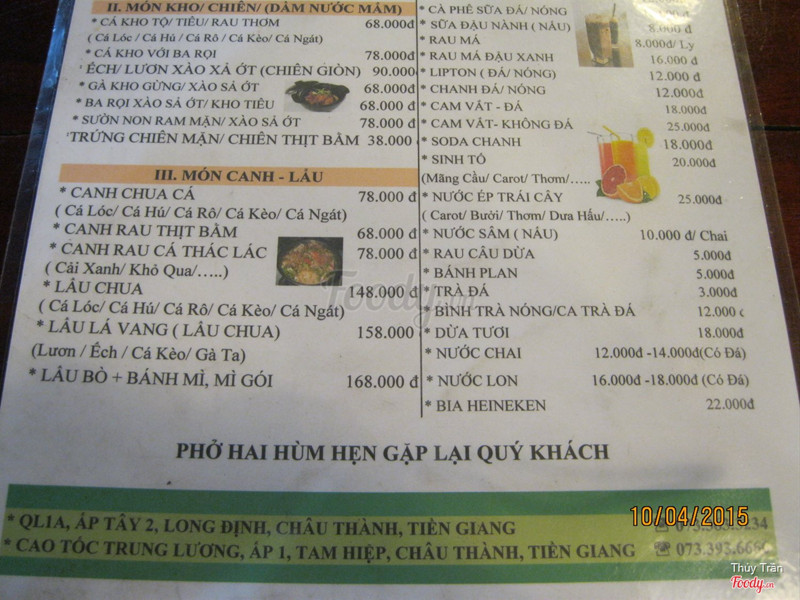 II. MÓN KHO/ CHIÊN/ (ĐẢM NƯỚC MẮM)
* CÁ KHO TỘ/ TIÊU/ RAU THƠM 68.000đ
( Cá Lóc / Cá Hú / Cá Rô / Cá Kèo/ Cá Ngát)
* CÁ KHO VỚI BA RỌI 78.000đ
*ẾCH/ LƯƠN XÀO XẢ ỚT (CHIÊN GIÒN) 90.000
* GÀ KHO GỪNG/ XÀO SẢ ỚT 68.000đ
* BA RỌI XÀO SẢ ỚT/ KHO TIÊU 68.000 đ
* SƯỜN NON RAM MẶN/ XÀO SẢ ỚT 78.000 đ
*TRỨNG CHIÊN MẶN/ CHIÊN THỊT BẰM 38.000
III. MÓN CANH - LẨU
* CANH CHUA CÁ 78.000 đ
( Cá Lóc/ Cá Hú/ Cá Rô/ Cá Kèo/ Cá Ngát)
* CANH RAU THỊT BẰM 68.000 đ
* CANH RAU CÁ THÁC LÁC 78.000 đ
( Cải Xanh/ Khổ Qua/…..)
* LẨU CHUA 148.000 đ
( Cá Lóc/ Cá Hú/ Cá Rô/ Cá Kèo/ Cá Ngát)
* LẨU LÁ VANG ( LẨU CHUA) 158.000
(Lươn / Ếch / Cá Kèo/ Gà Ta)
* LẨU BÒ + BÁNH MÌ, MÌ GÓI 168.000 đ
* CÀ PHÊ SỮA ĐÁ/ NÓNG
* SỮA ĐẬU NÀNH ( NÂU) 8.000 đ
* RAU MÁ 8.000đ/ Ly
* RAU MÁ ĐẬU XANH 16.000 đ
* LIPTON ( ĐÁ/ NÓNG) 12.000 đ
* CHANH ĐÁ/ NÓNG 12.000đ
* CAM VẮT - ĐÁ 18.000đ
* CAM VẮT- KHÔNG ĐÁ 25.000đ
* SODA CHANH 18.000đ
* SINH TỐ 20.000đ
(Mãng Cầu/ Carot/ Thơm/…..
* NƯỚC ÉP TRÁI CÂY 25.000đ
( Carot/ Bưởi/ Thơm/ Dưa Hấu/…..)
* NƯỚC SÂM ( NÂU) 10.000 đ/ Chai
* RAU CÂU DỪA 5.000đ
* BÁNH PLAN 5.000đ
* TRÀ ĐÁ 3.000đ
* BÌNH TRÀ NÓNG/CA TRÀ ĐÁ 12.000
* DỪA TƯƠI 18.000đ
* NƯỚC CHAI 12.000đ -14.000đ(Có Đá)
* NƯỚC LON 16.000đ -18.000đ (Có Đá)
* BIA HEINEKEN 22.000đ
PHỞ HAI HÙM HẸN GẶP LẠI QUÝ KHÁCH
* QL1A, ẤP TÂY 2, LONG ĐỊNH, CHÂU THÀNH, TIỀN GIANG
* CAO TỐC TRUNG LƯƠNG, ẤP 1, TAM HIỆP, CHÂU THÀNH, TIỀN GIANG ☎ 073.393.666
10/04/2015
Foody.vn
Thủy Trần
Foody.vn